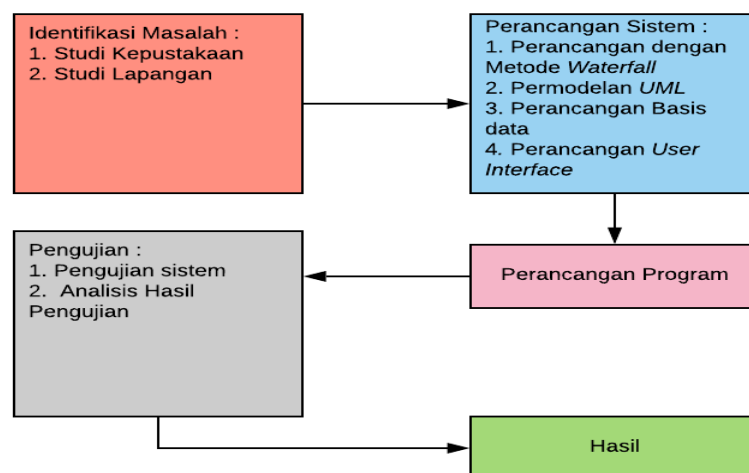 Identifikasi Masalah :
1. Studi Kepustakaan
2. Studi Lapangan
Perancangan Sistem :
1. Perancangan dengan
Metode Waterfall
2. Permodelan UML
3. Perancangan Basis
data
4. Perancangan User
Interface
Perancangan Program
Pengujian :
1. Pengujian sistem
2. Analisis Hasil
Pengujian
Hasil